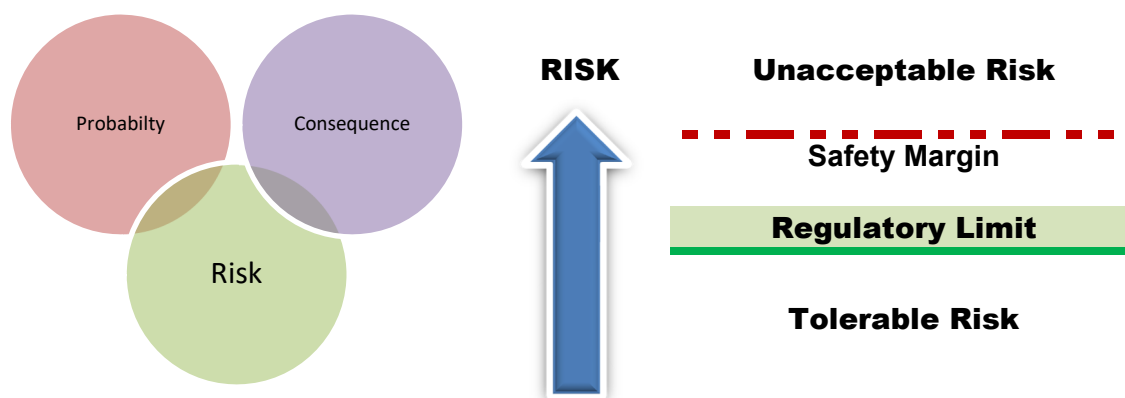 Probabilty
Consequence
Risk
RISK
Unacceptable Risk
Safety Margin
Regulatory Limit
Tolerable Risk